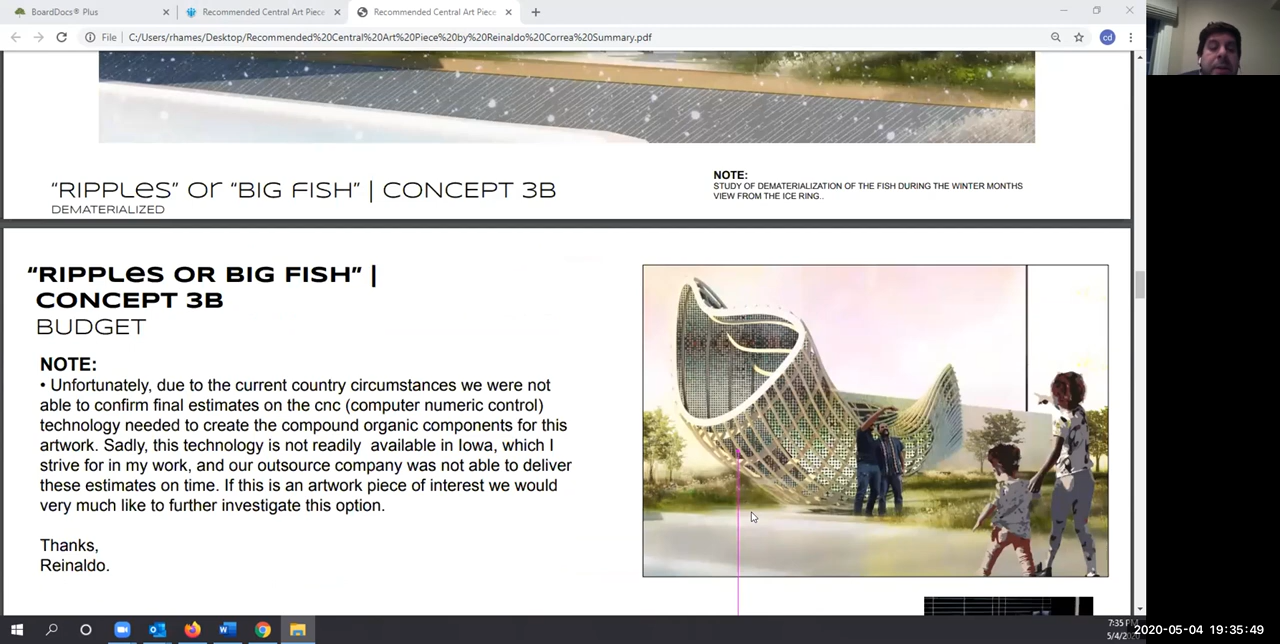 BoardDocs® Plus
Recommended Central Art Piece
Recommended Central Art Piece
File
C:/Users/rhames/Desktop/Recommended%20Central%20Art%20Piece%20by%20Reinaldo%20Correa%20Summary.pdf
cd
"RIPPLES" OR "BIG FISH" | CONCEPT 3B
DEMATERIALIZED
NOTE:
STUDY OF DEMATERIALIZATION OF THE FISH DURING THE WINTER MONTHS
VIEW FROM THE ICE RING..
"RIPPLES OR BIG FISH" |
CONCEPT 3B
BUDGET
NOTE:
• Unfortunately, due to the current country circumstances we were not
able to confirm final estimates on the cnc (computer numeric control)
technology needed to create the compound organic components for this
artwork. Sadly, this technology is not readily available in Iowa, which I
strive for in my work, and our outsource company was not able to deliver
these estimates on time. If this is an artwork piece of interest we would
very much like to further investigate this option.
Thanks,
Reinaldo.
7:35 PM
5/4/
2020-05-04 19:35:49